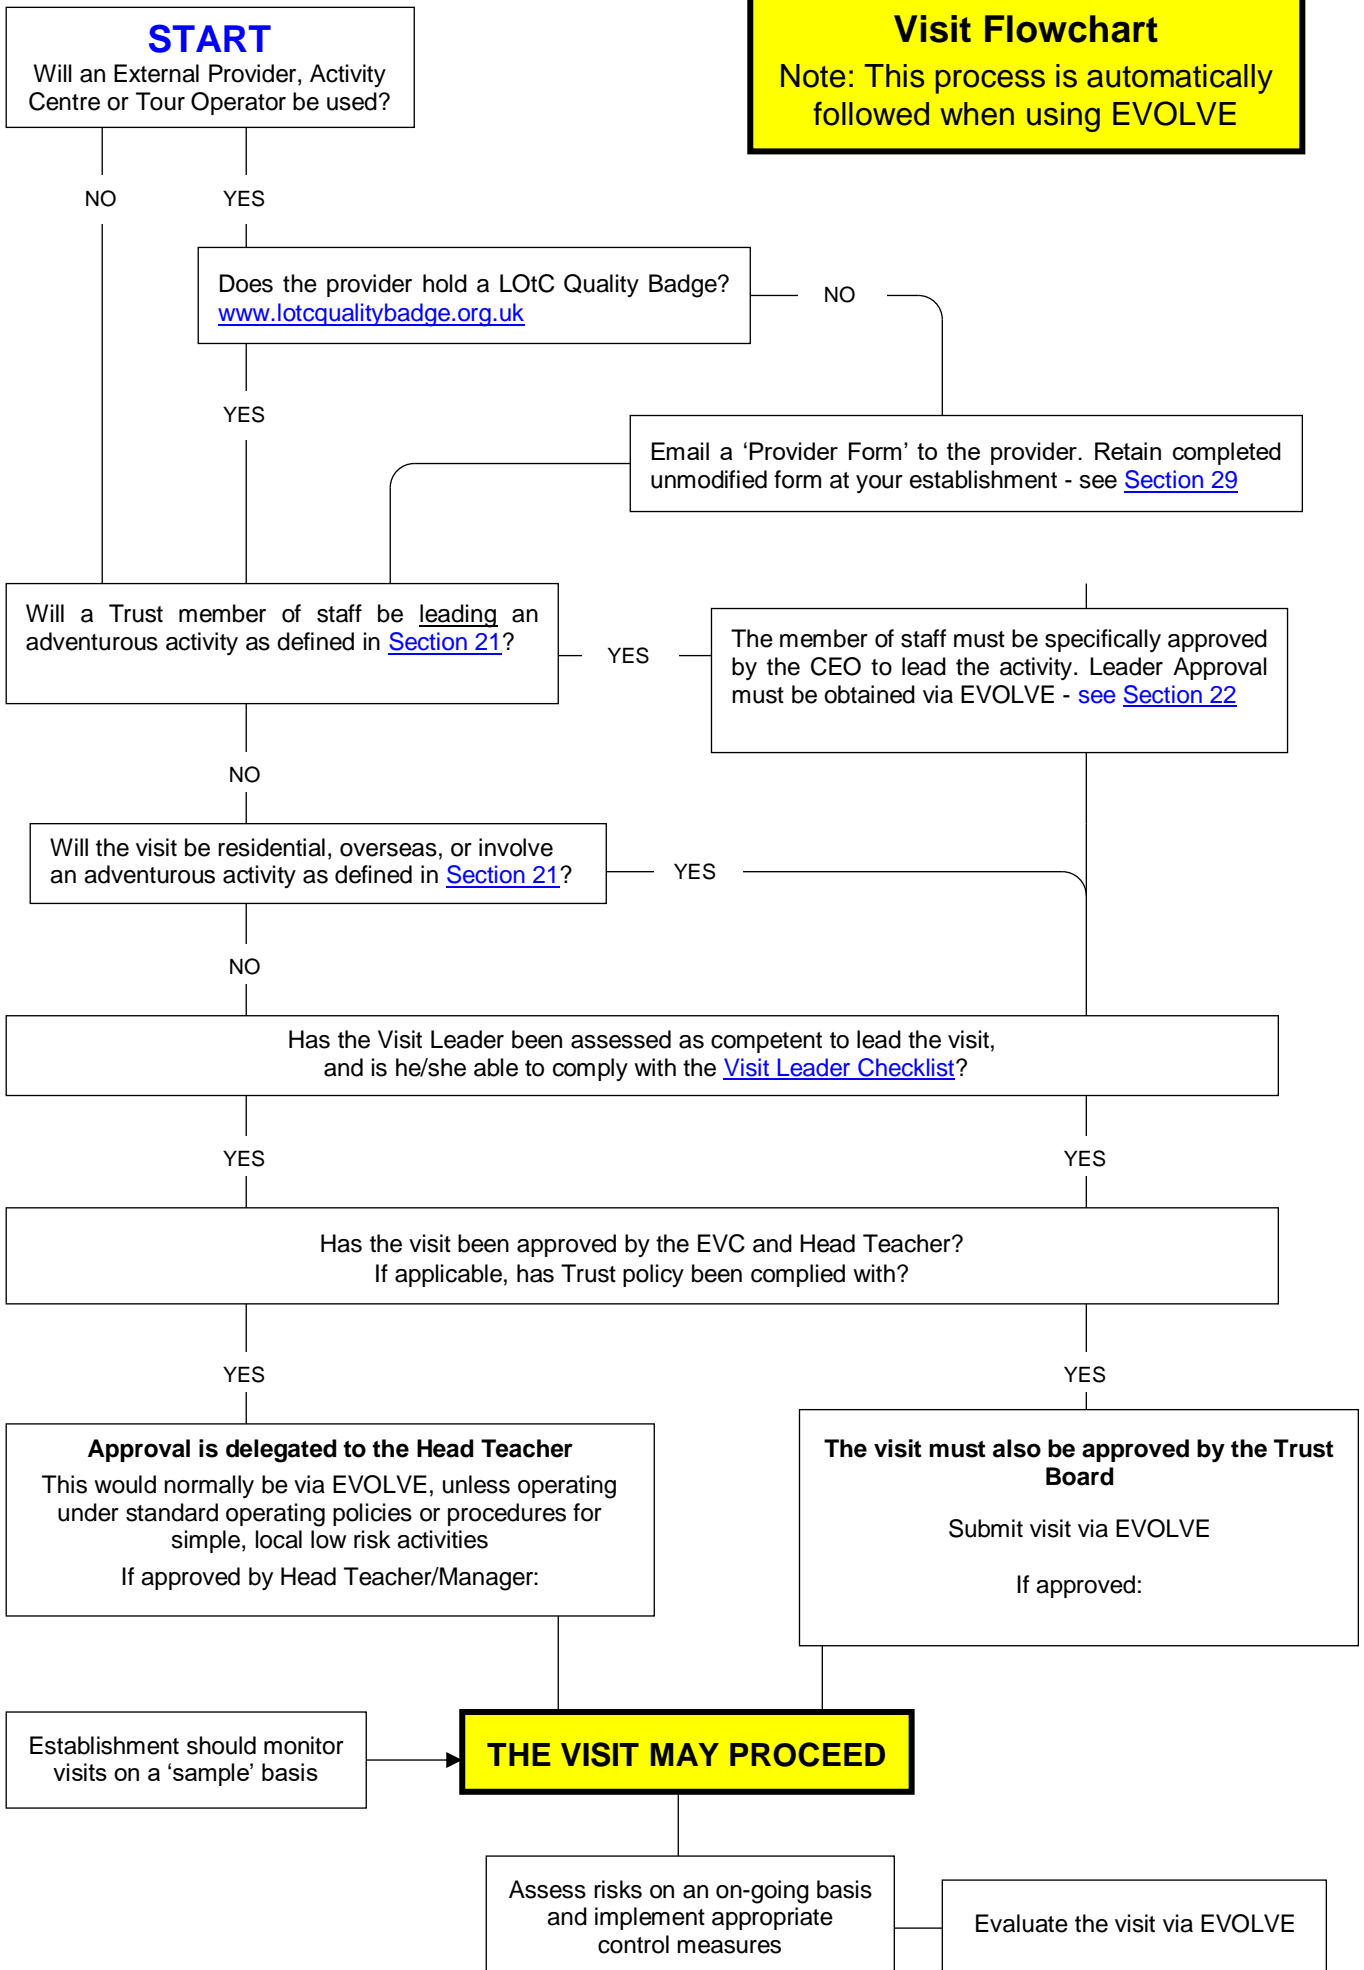 START
Will an External Provider, Activity
Centre or Tour Operator be used?
Visit Flowchart
Note: This process is automatically
followed when using EVOLVE
NO
YES
Does the provider hold a LOtC Quality Badge?
www.lotcqualitybadge.org.uk
NO
YES
Email a ‘Provider Form’ to the provider. Retain completed
unmodified form at your establishment - see Section 29
Will a Trust member of staff be leading an
adventurous activity as defined in Section 21?
YES
The member of staff must be specifically approved
by the CEO to lead the activity. Leader Approval
must be obtained via EVOLVE - see Section 22
NO
Will the visit be residential, overseas, or involve
an adventurous activity as defined in Section 21?
YES
NO
Has the Visit Leader been assessed as competent to lead the visit,
and is he/she able to comply with the Visit Leader Checklist?
YES
YES
Has the visit been approved by the EVC and Head Teacher?
If applicable, has Trust policy been complied with?
YES
YES
Approval is delegated to the Head Teacher
This would normally be via EVOLVE, unless operating
under standard operating policies or procedures for
simple, local low risk activities
If approved by Head Teacher/Manager:
The visit must also be approved by the Trust
Board
Submit visit via EVOLVE
If approved:
Establishment should monitor
visits on a ‘sample’ basis
THE VISIT MAY PROCEED
Assess risks on an on-going basis
and implement appropriate
control measures
Evaluate the visit via EVOLVE